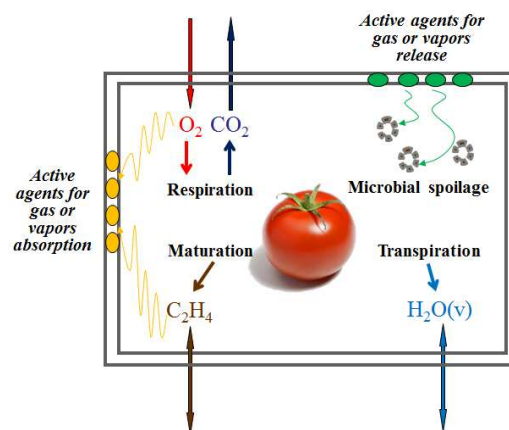 Active agents for
gas or vapors
release
O₂ CO₂
Active
agents for
gas or
vapors
absorption
Respiration
Microbial spoilage
Maturation
Transpiration
C₂H₄
H₂O(v)